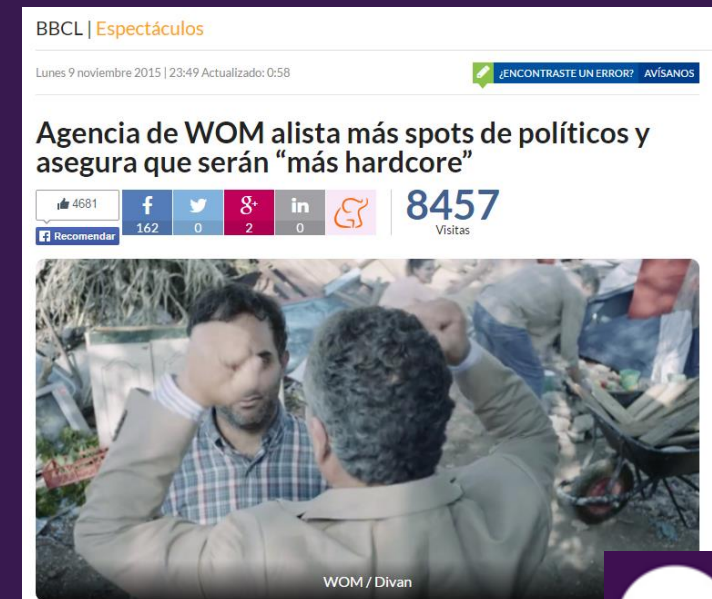 BBCL | Espectáculos
Lunes 9 noviembre 2015 | 23:49 Actualizado: 0:58
¿ENCONTRASTE UN ERROR? AVÍSANOS
Agencia de WOM alista más spots de políticos y
asegura que serán “más hardcore”
4681
Recomendar
162
0
2
0
8457
Visitas
WOM / Divan